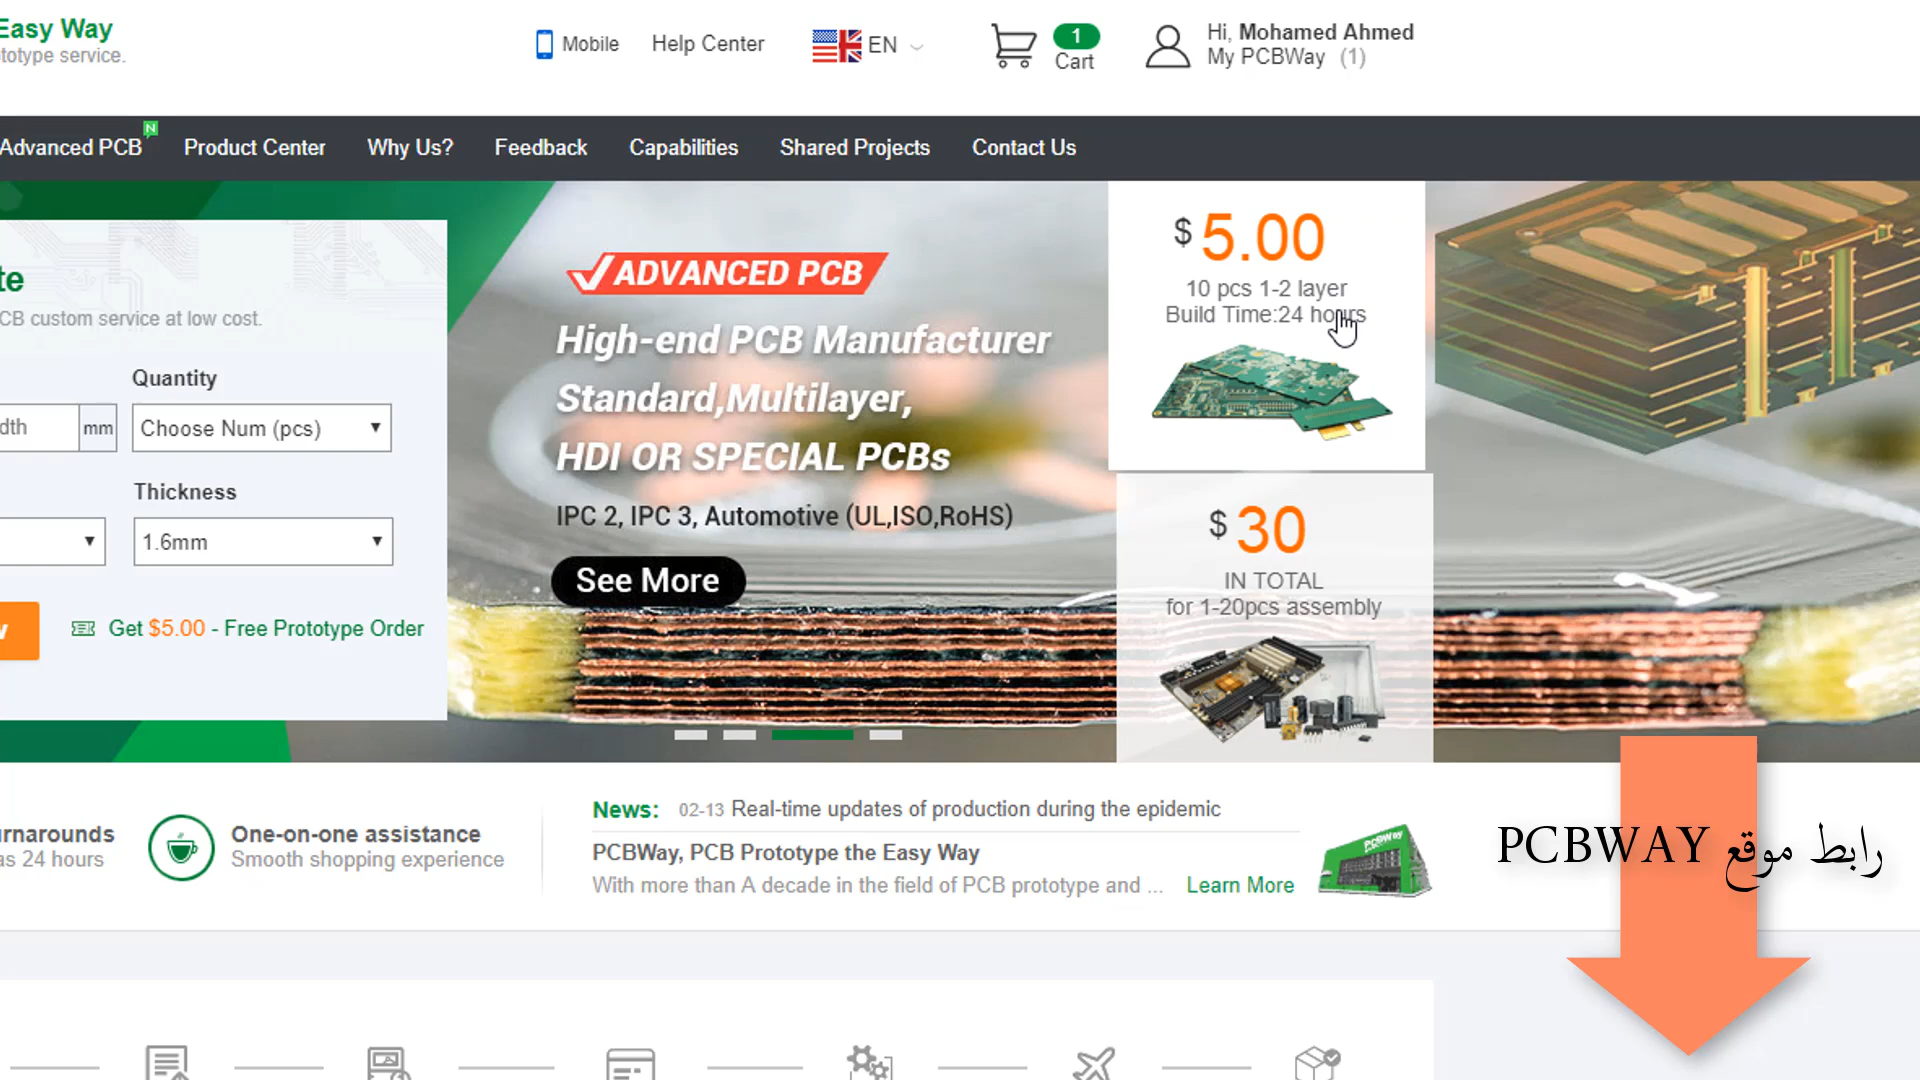 Easy Way
totype service.
Mobile
Help Center
EN
1
Cart
Hi, Mohamed Ahmed
My PCBWay (1)
Advanced PCB
N
Product Center
Why Us?
Feedback
Capabilities
Shared Projects
Contact Us
te
CB custom service at low cost.
Quantity
dth
mm
Choose Num (pcs)
Thickness
1.6mm
Get $5.00 - Free Prototype Order
ADVANCED PCB
High-end PCB Manufacturer
Standard,Multilayer,
HDI OR SPECIAL PCBs
IPC 2, IPC 3, Automotive (UL,ISO,RoHS)
See More
$ 5.00
10 pcs 1-2 layer
Build Time:24 hours
$ 30
IN TOTAL
for 1-20pcs assembly
urnarounds
as 24 hours
One-on-one assistance
Smooth shopping experience
News: 02-13 Real-time updates of production during the epidemic
PCBWay, PCB Prototype the Easy Way
With more than A decade in the field of PCB prototype and ... Learn More
PCBWay
رابط موقع PCBWAY